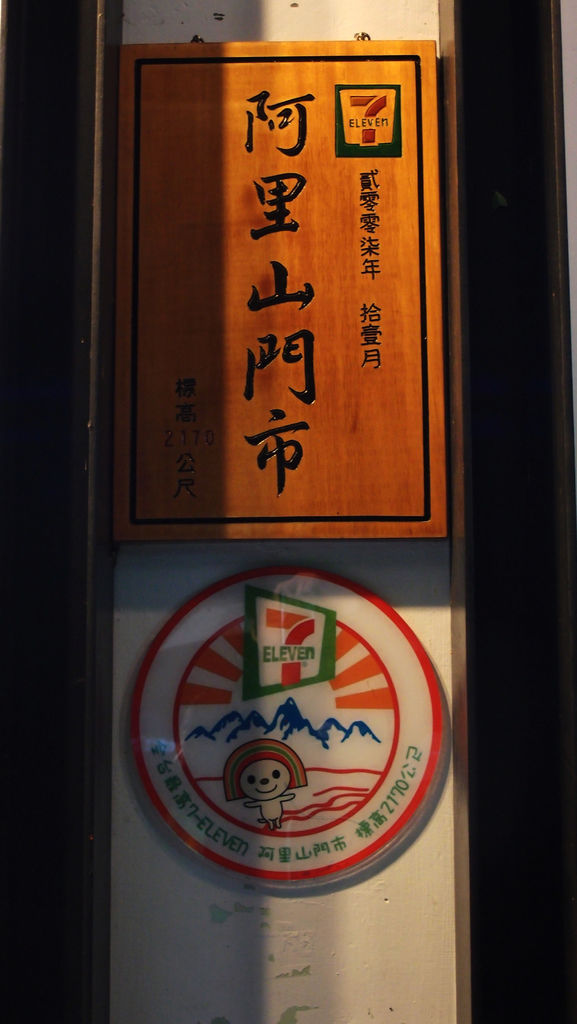 7
ELEVEN
貳零零柒年 拾壹月
阿里山門市
標高2170公尺
7
ELEVEN
全台最高7-ELEVEN 阿里山門市 標高2170公尺